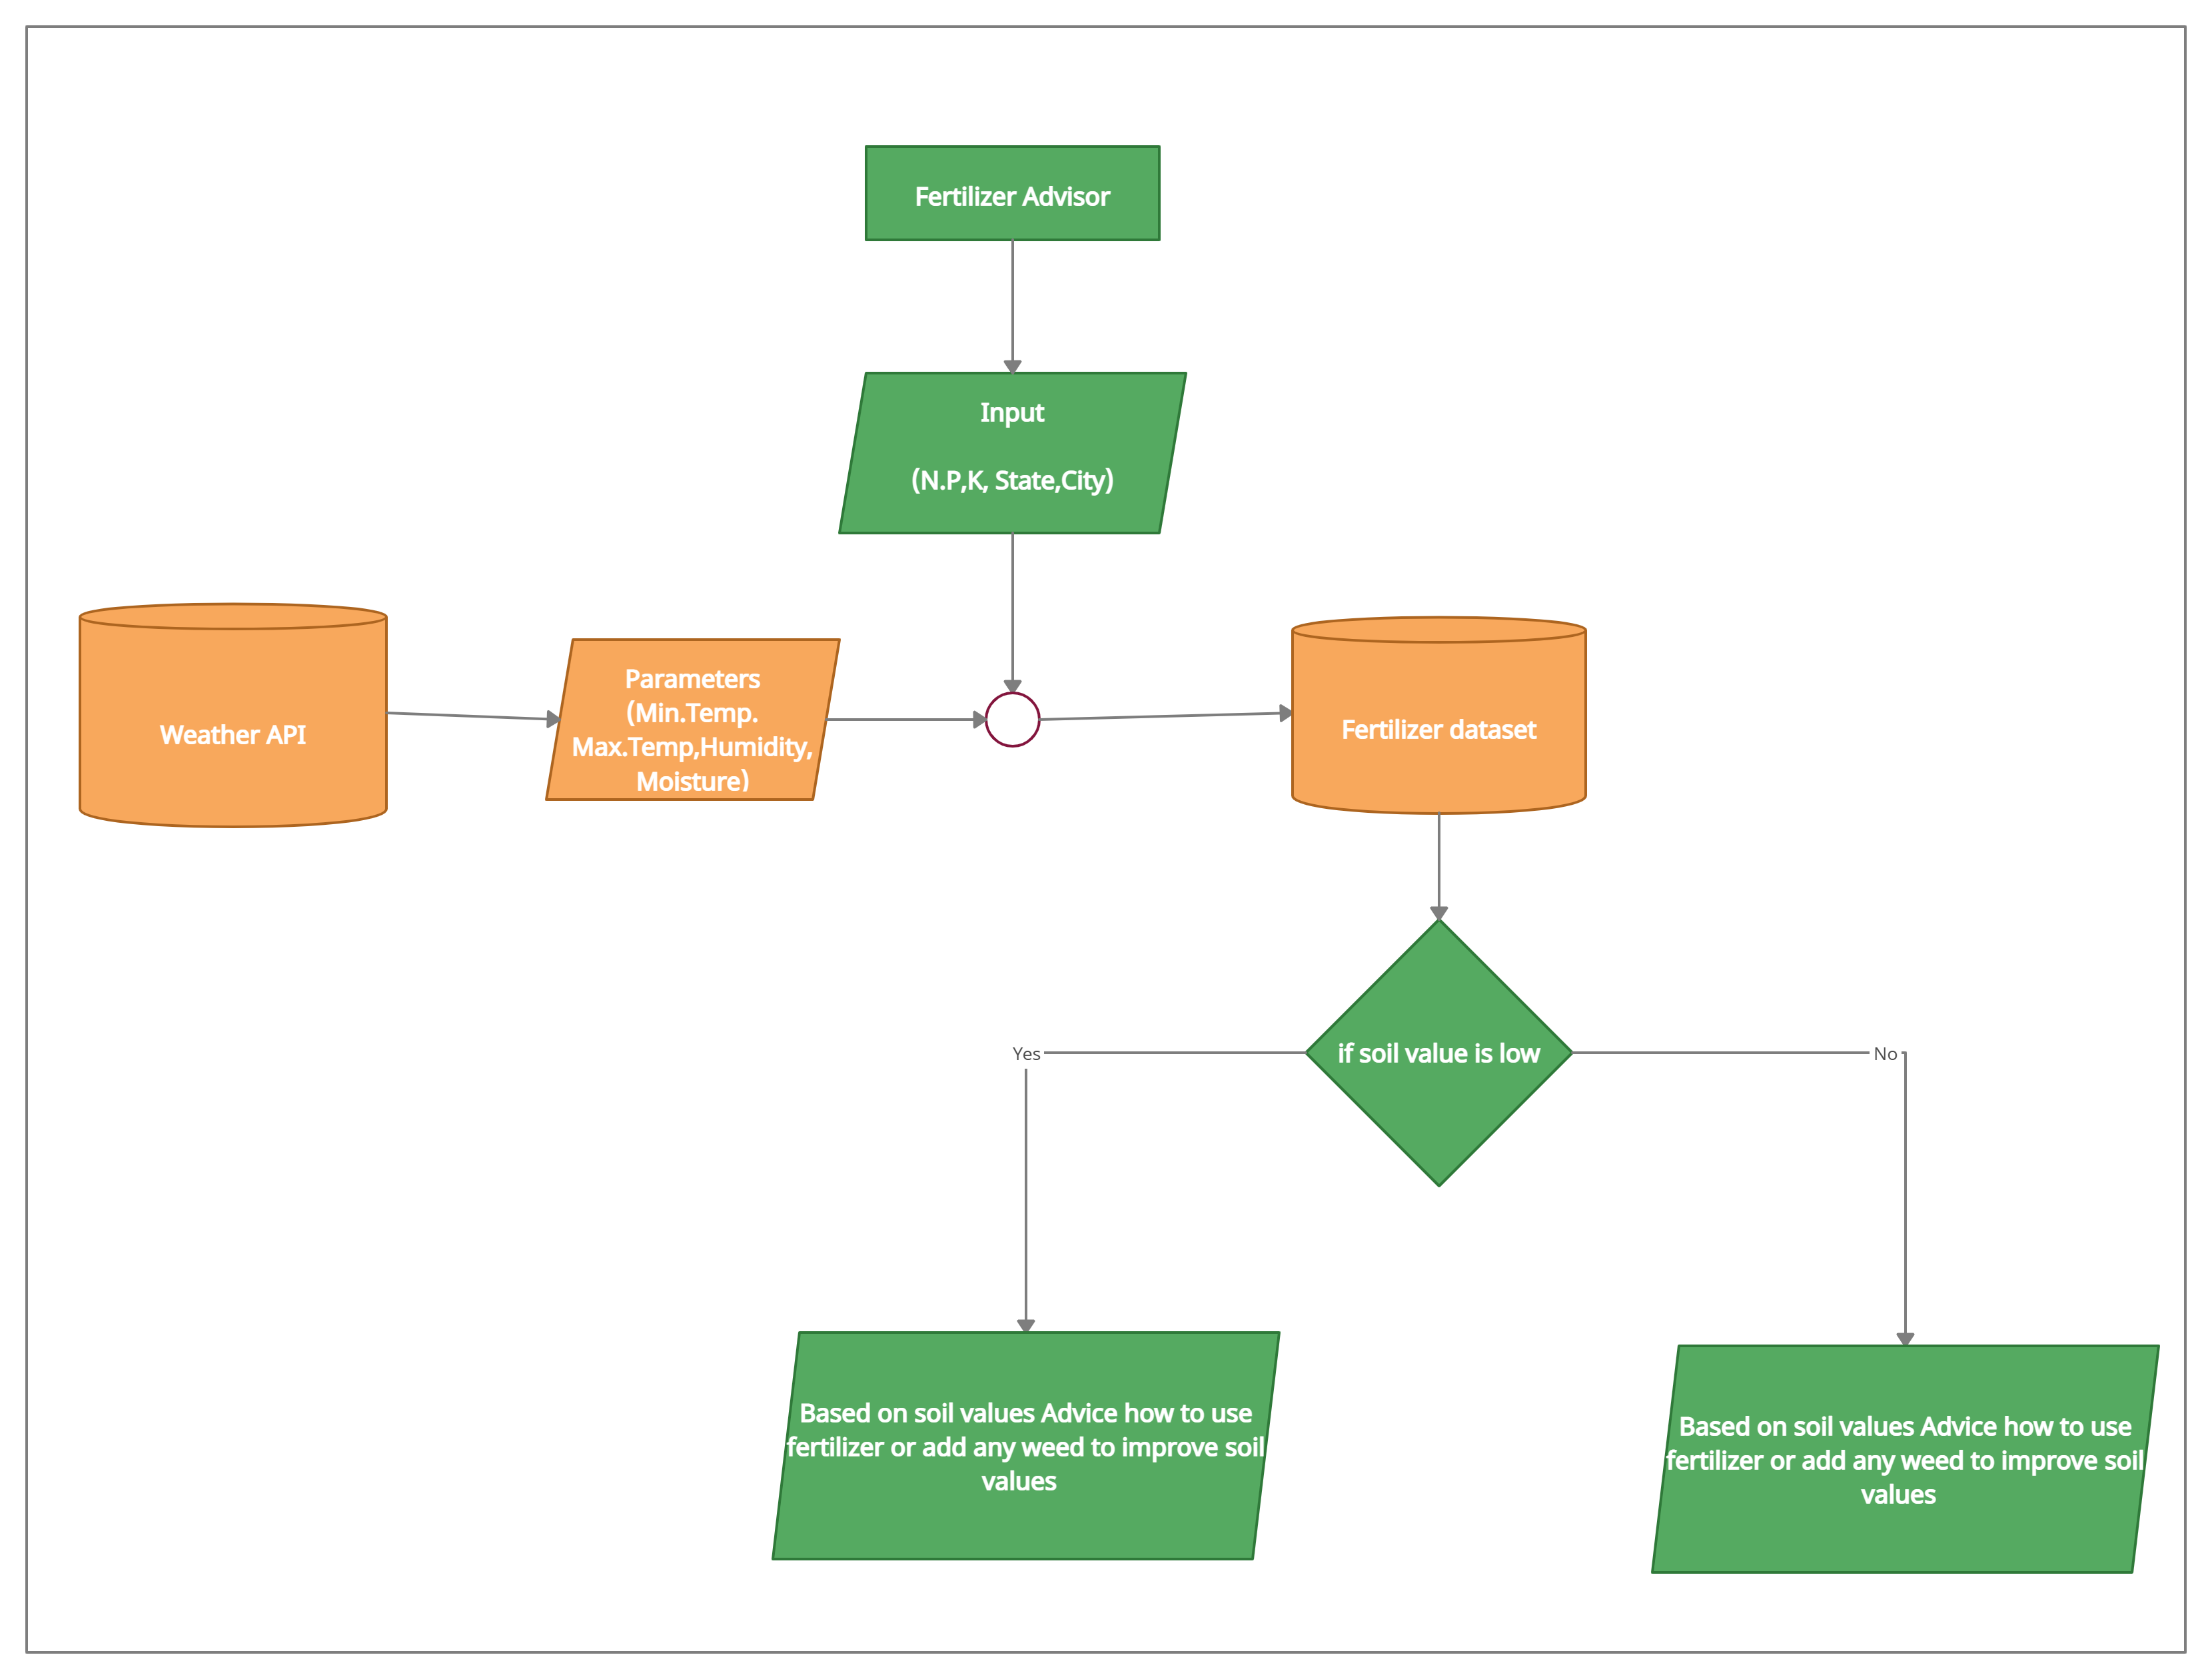 Fertilizer Advisor
Input
(N.P,K, State,City)
Weather API
Parameters
(Min.Temp.
Max.Temp,Humidity,
Moisture)
Fertilizer dataset
if soil value is low
Yes
No
Based on soil values Advice how to use
fertilizer or add any weed to improve soil
values
Based on soil values Advice how to use
fertilizer or add any weed to improve soil
values